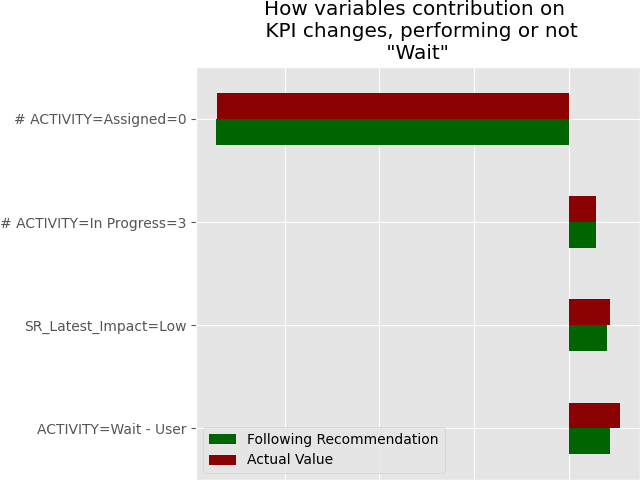 How variables contribution on
KPI changes, performing or not
"Wait"
# ACTIVITY=Assigned=0
# ACTIVITY=In Progress=3
SR_Latest_Impact=Low
ACTIVITY=Wait - User
Following Recommendation
Actual Value